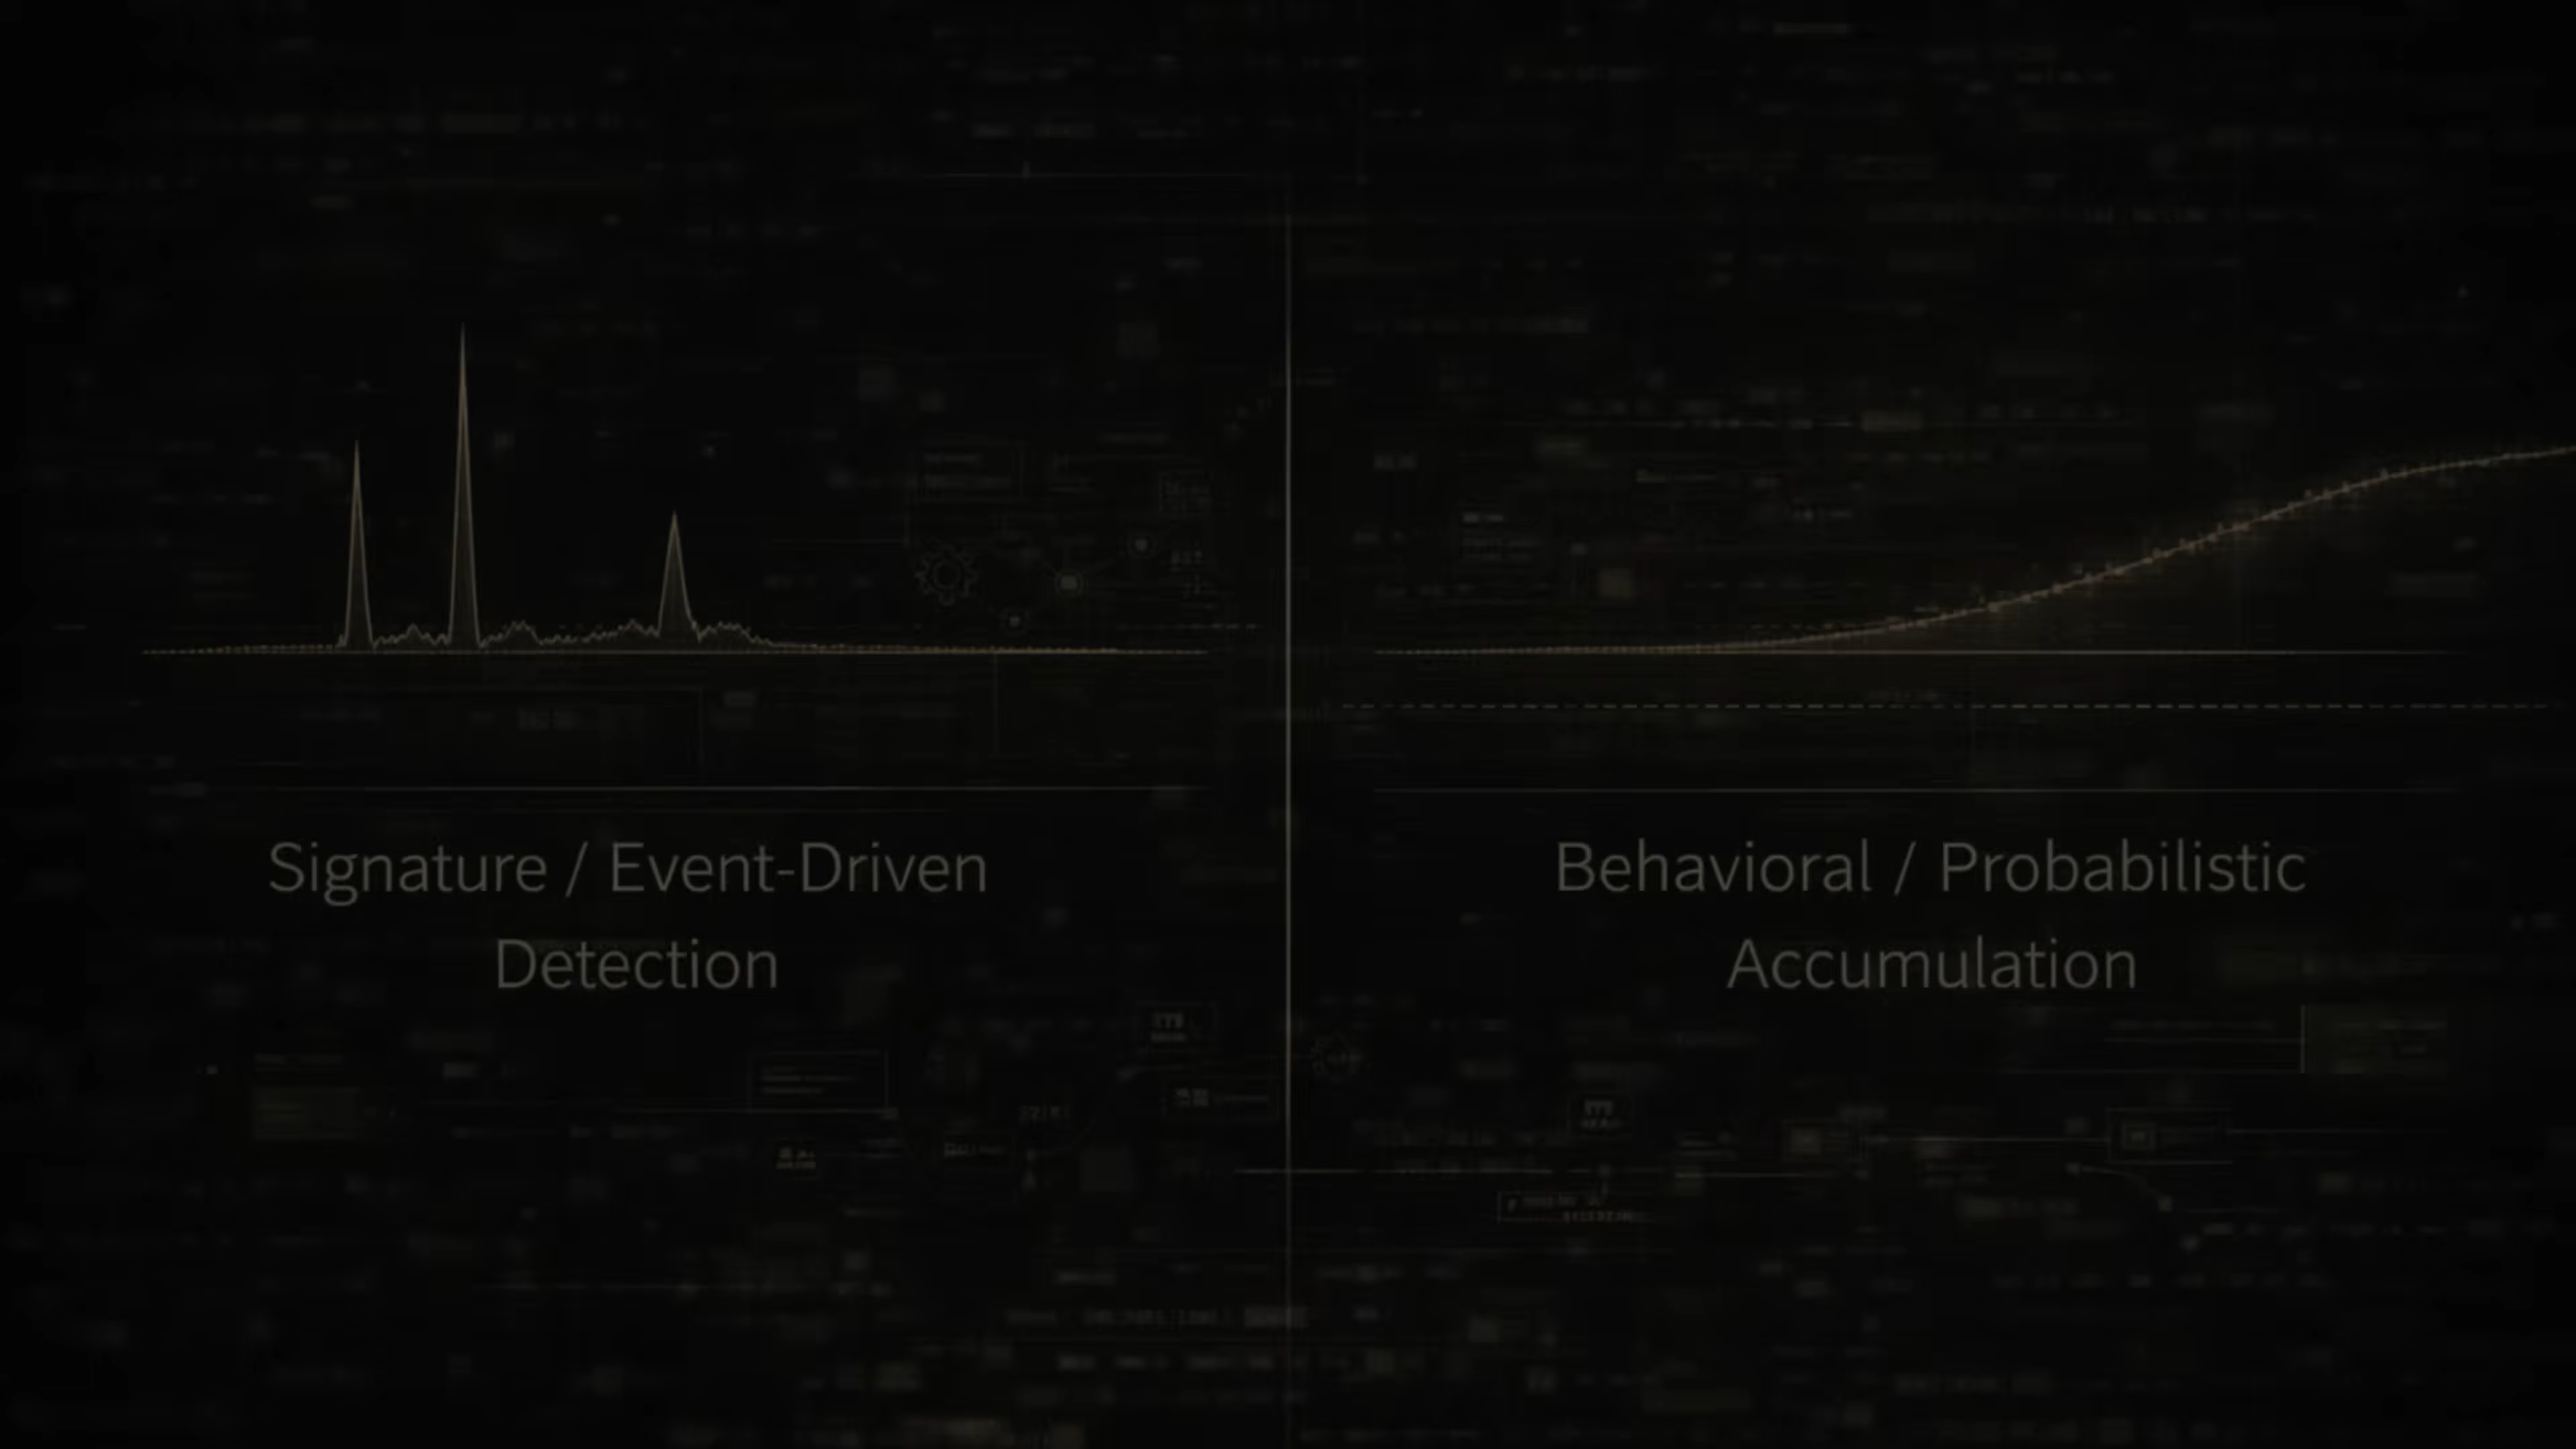 Signature / Event-Driven
Detection
Behavioral / Probabilistic
Accumulation